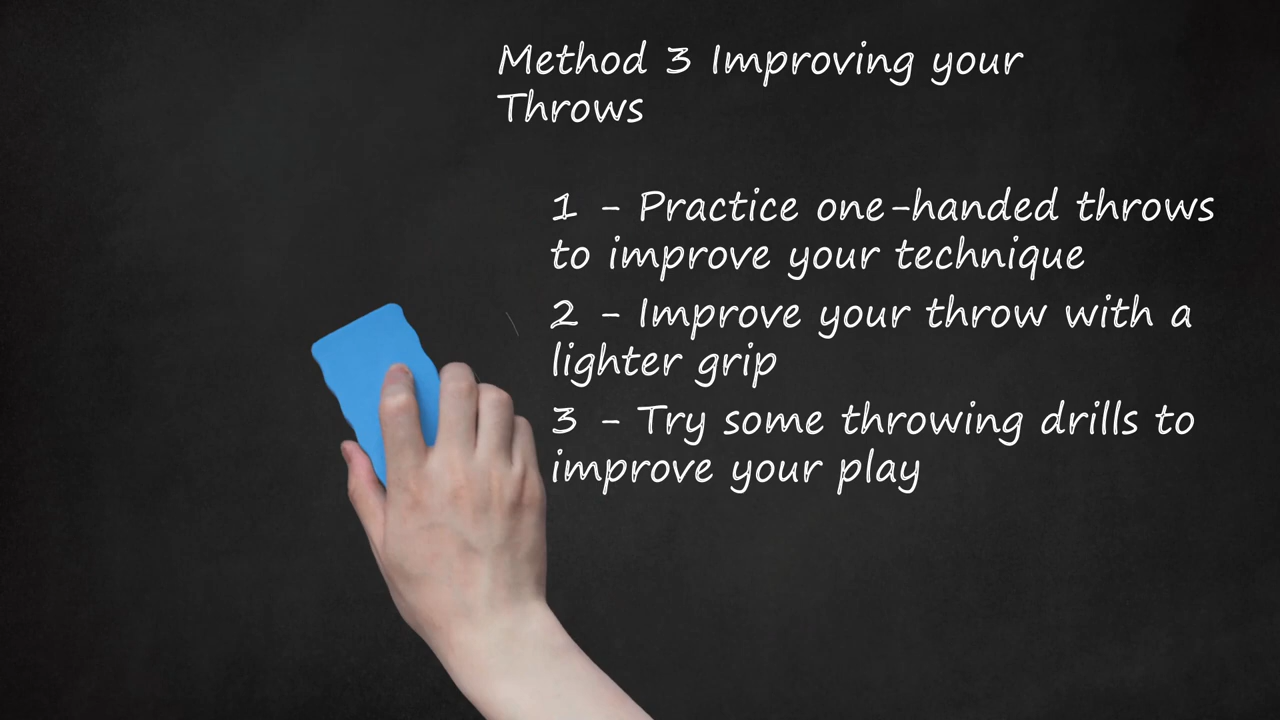 Method 3 Improving your
Throws
1 - Practice one-handed throws
to improve your technique
2 - Improve your throw with a
lighter grip
3 - Try some throwing drills to
improve your play